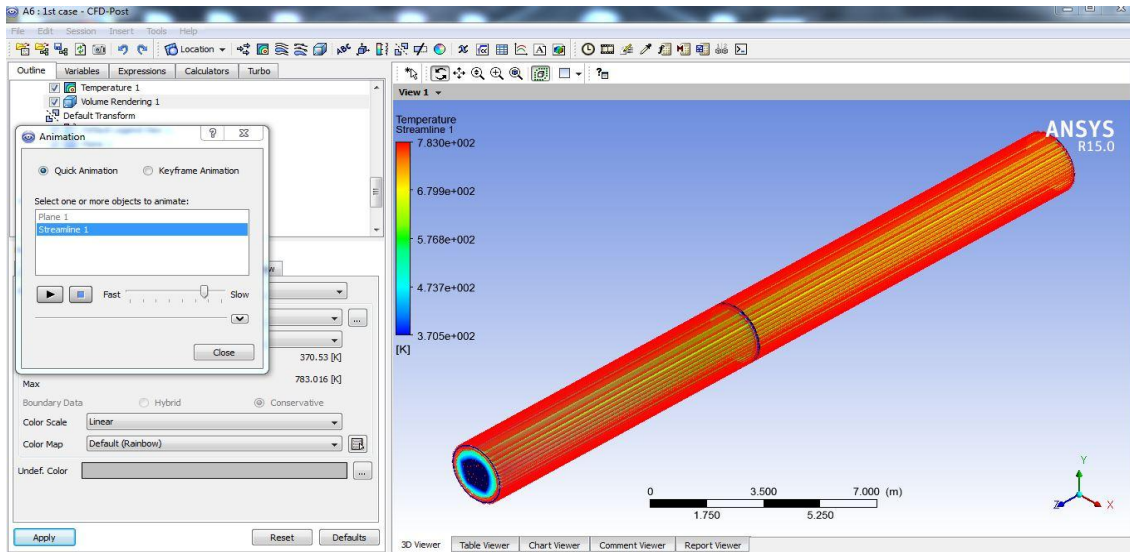 A6 : 1st case - CFD-Post
File Edit Session Insert Tools Help
Location
Outline Variables Expressions Calculators Turbo
Temperature 1
Volume Rendering 1
Default Transform
Animation
Quick Animation Keyframe Animation
Select one or more objects to animate:
Plane 1
Streamline 1
Fast Slow
Close
370.53 [K]
Max 783.016 [K]
Boundary Data Hybrid Conservative
Color Scale Linear
Color Map Default (Rainbow)
Undef. Color
Apply Reset Defaults
View 1
Temperature
Streamline 1
7.830e+002
6.799e+002
5.768e+002
4.737e+002
3.705e+002
[K]
ANSYS
R15.0
0 3.500 7.000 (m)
1.750 5.250
Y
Z X
3D Viewer Table Viewer Chart Viewer Comment Viewer Report Viewer